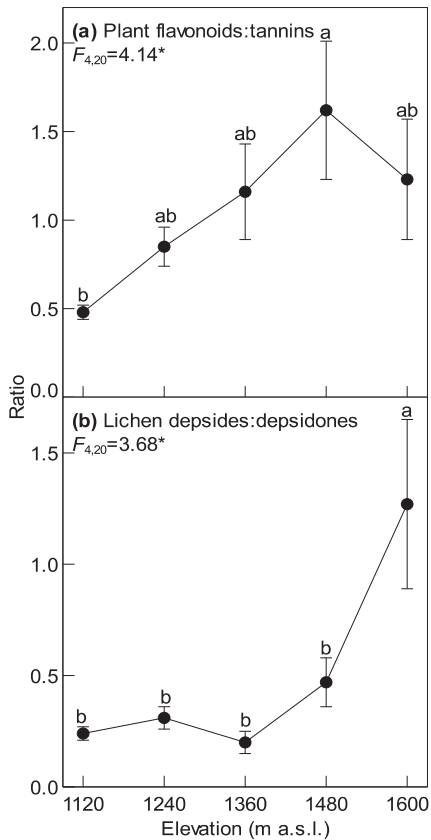 (a) Plant flavonoids:tannins
F4,20=4.14*
2.0
1.5
1.0
0.5
0.0
b
ab
ab
a
ab
Ratio
(b) Lichen depsides:depsidones
F4,20=3.68*
1.5
1.0
0.5
0.0
b
b
b
b
a
1120 1240 1360 1480 1600
Elevation (m a.s.l.)